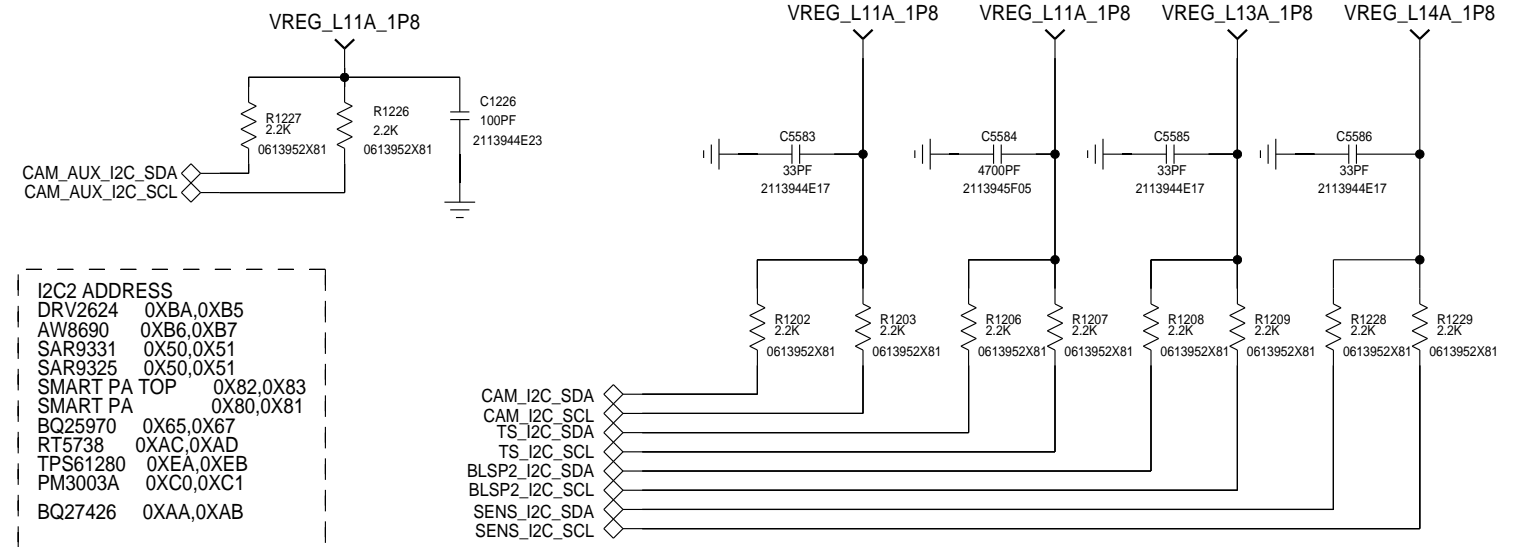 VREG_L11A_1P8
R1227
2.2K
0613952X81
R1226
2.2K
0613952X81
C1226
100PF
2113944E23
CAM_AUX_I2C_SDA
CAM_AUX_I2C_SCL
VREG_L11A_1P8 VREG_L11A_1P8 VREG_L13A_1P8 VREG_L14A_1P8
C5583 C5584 C5585 C5586
33PF 4700PF 33PF 33PF
2113944E17 2113945F05 2113944E17 2113944E17
R1202 R1203 R1206 R1207 R1208 R1209 R1228 R1229
2.2K 2.2K 2.2K 2.2K 2.2K 2.2K 2.2K 2.2K
0613952X81 0613952X81 0613952X81 0613952X81 0613952X81 0613952X81 0613952X81 0613952X81
CAM_I2C_SDA
CAM_I2C_SCL
TS_I2C_SDA
TS_I2C_SCL
BLSP2_I2C_SDA
BLSP2_I2C_SCL
SENS_I2C_SDA
SENS_I2C_SCL
I2C2 ADDRESS
DRV2624 0XBA,0XB5
AW8690 0XB6,0XB7
SAR9331 0X50,0X51
SAR9325 0X50,0X51
SMART PA TOP 0X82,0X83
SMART PA 0X80,0X81
BQ25970 0X65,0X67
RT5738 0XAC,0XAD
TPS61280 0XEA,0XEB
PM3003A 0XC0,0XC1
BQ27426 0XAA,0XAB